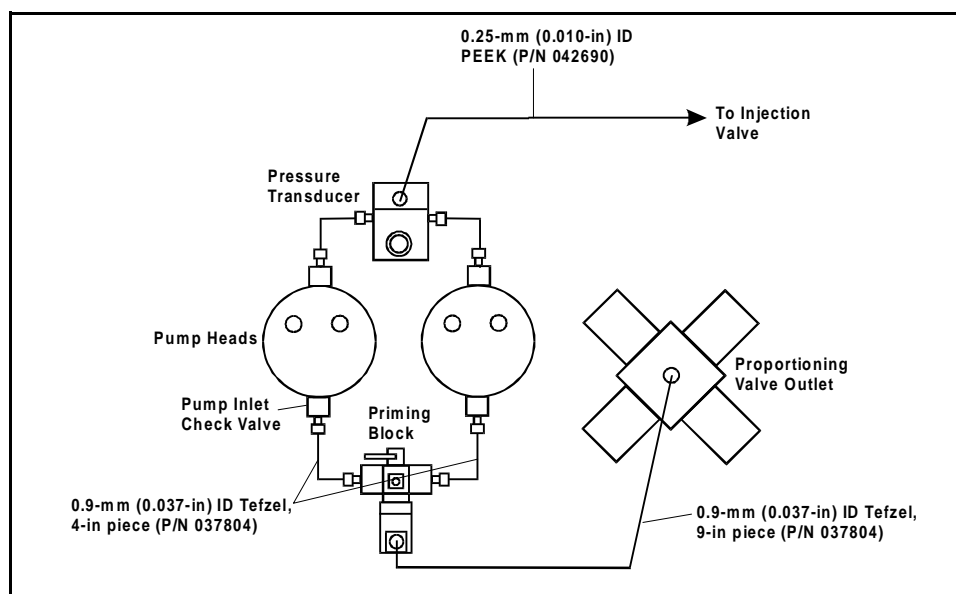 0.25-mm (0.010-in) ID
PEEK (P/N 042690)
To Injection
Valve
Pressure
Transducer
Pump Heads
Proportioning
Valve Outlet
Pump Inlet
Check Valve
Priming
Block
0.9-mm (0.037-in) ID Tefzel,
4-in piece (P/N 037804)
0.9-mm (0.037-in) ID Tefzel,
9-in piece (P/N 037804)